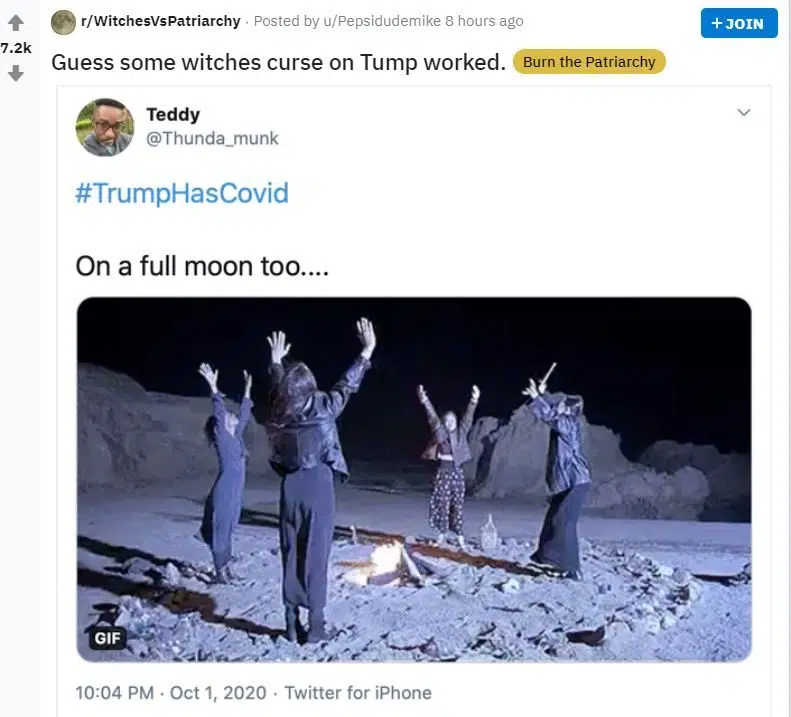 r/WitchesVsPatriarchy · Posted by u/Pepsidudemike 8 hours ago
+ JOIN
7.2k
Guess some witches curse on Tump worked. Burn the Patriarchy
Teddy
@Thunda_munk
#TrumpHasCovid
On a full moon too....
GIF
10:04 PM · Oct 1, 2020 · Twitter for iPhone